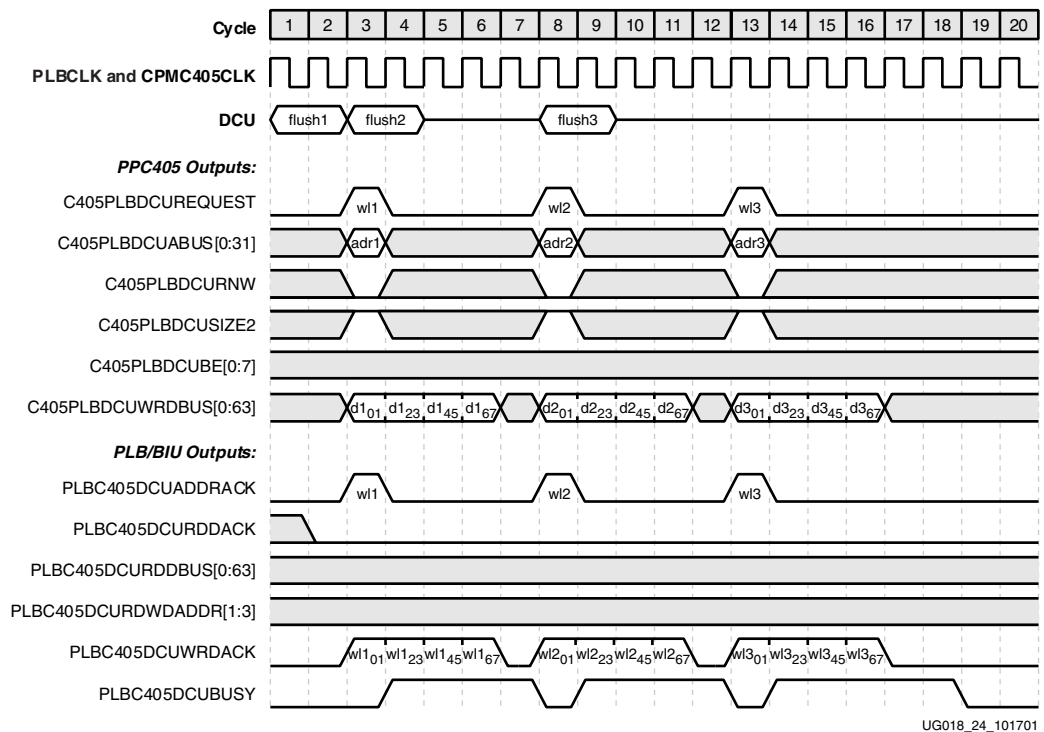 Cycle 1 2 3 4 5 6 7 8 9 10 11 12 13 14 15 16 17 18 19 20
PLBCLK and CPMC405CLK
DCU flush1 flush2 flush3
PPC405 Outputs:
C405PLBDCUREQUEST wl1 wl2 wl3
C405PLBDCUABUS[0:31] adr1 adr2 adr3
C405PLBDCURNW
C405PLBDCUSIZE2
C405PLBDCUBE[0:7]
C405PLBDCUWRDBUS[0:63] d1₀₁ d1₂₃ d1₄₅ d1₆₇ d2₀₁ d2₂₃ d2₄₅ d2₆₇ d3₀₁ d3₂₃ d3₄₅ d3₆₇
PLB/BIU Outputs:
PLBC405DCUADDRACK wl1 wl2 wl3
PLBC405DCURDDACK
PLBC405DCURDDBUS[0:63]
PLBC405DCURDWDADDR[1:3]
PLBC405DCUWRDACK wl1₀₁ wl1₂₃ wl1₄₅ wl1₆₇ wl2₀₁ wl2₂₃ wl2₄₅ wl2₆₇ wl3₀₁ wl3₂₃ wl3₄₅ wl3₆₇
PLBC405DCUBUSY
UG018_24_101701